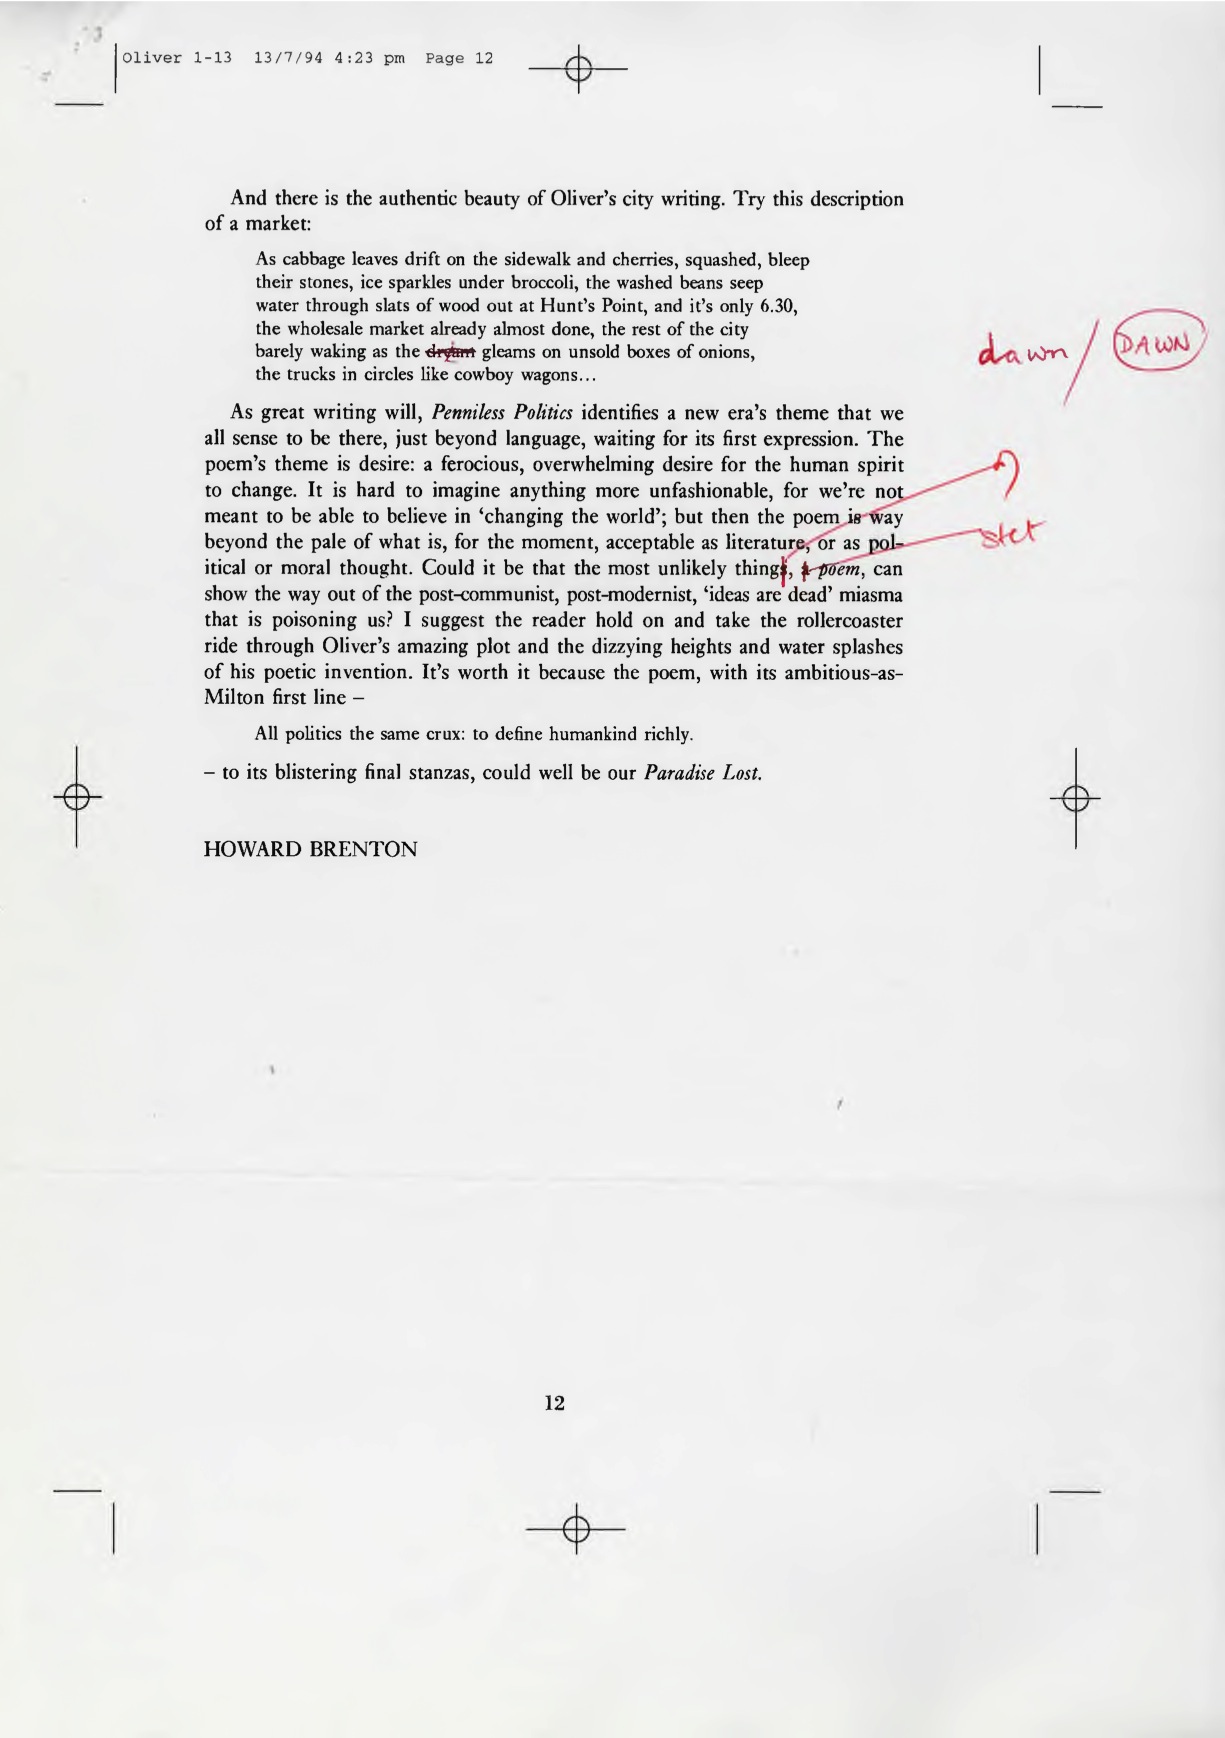 Oliver 1-13  13/7/94 4:23 pm  Page 12
And there is the authentic beauty of Oliver’s city writing. Try this description
of a market:
As cabbage leaves drift on the sidewalk and cherries, squashed, bleep
their stones, ice sparkles under broccoli, the washed beans seep
water through slats of wood out at Hunt’s Point, and it’s only 6.30,
the wholesale market already almost done, the rest of the city
barely waking as the gleams on unsold boxes of onions,
dawn / DAWN
the trucks in circles like cowboy wagons…
As great writing will, Penniless Politics identifies a new era’s theme that we
all sense to be there, just beyond language, waiting for its first expression. The
poem’s theme is desire: a ferocious, overwhelming desire for the human spirit
to change. It is hard to imagine anything more unfashionable, for we’re not
meant to be able to believe in ‘changing the world’; but then the poem is way
stet
beyond the pale of what is, for the moment, acceptable as literature, or as pol-
itical or moral thought. Could it be that the most unlikely things, a poem, can
show the way out of the post-communist, post-modernist, ‘ideas are dead’ miasma
that is poisoning us? I suggest the reader hold on and take the rollercoaster
ride through Oliver’s amazing plot and the dizzying heights and water splashes
of his poetic invention. It’s worth it because the poem, with its ambitious-as-
Milton first line –
All politics the same crux: to define humankind richly.
– to its blistering final stanzas, could well be our Paradise Lost.
HOWARD BRENTON
12